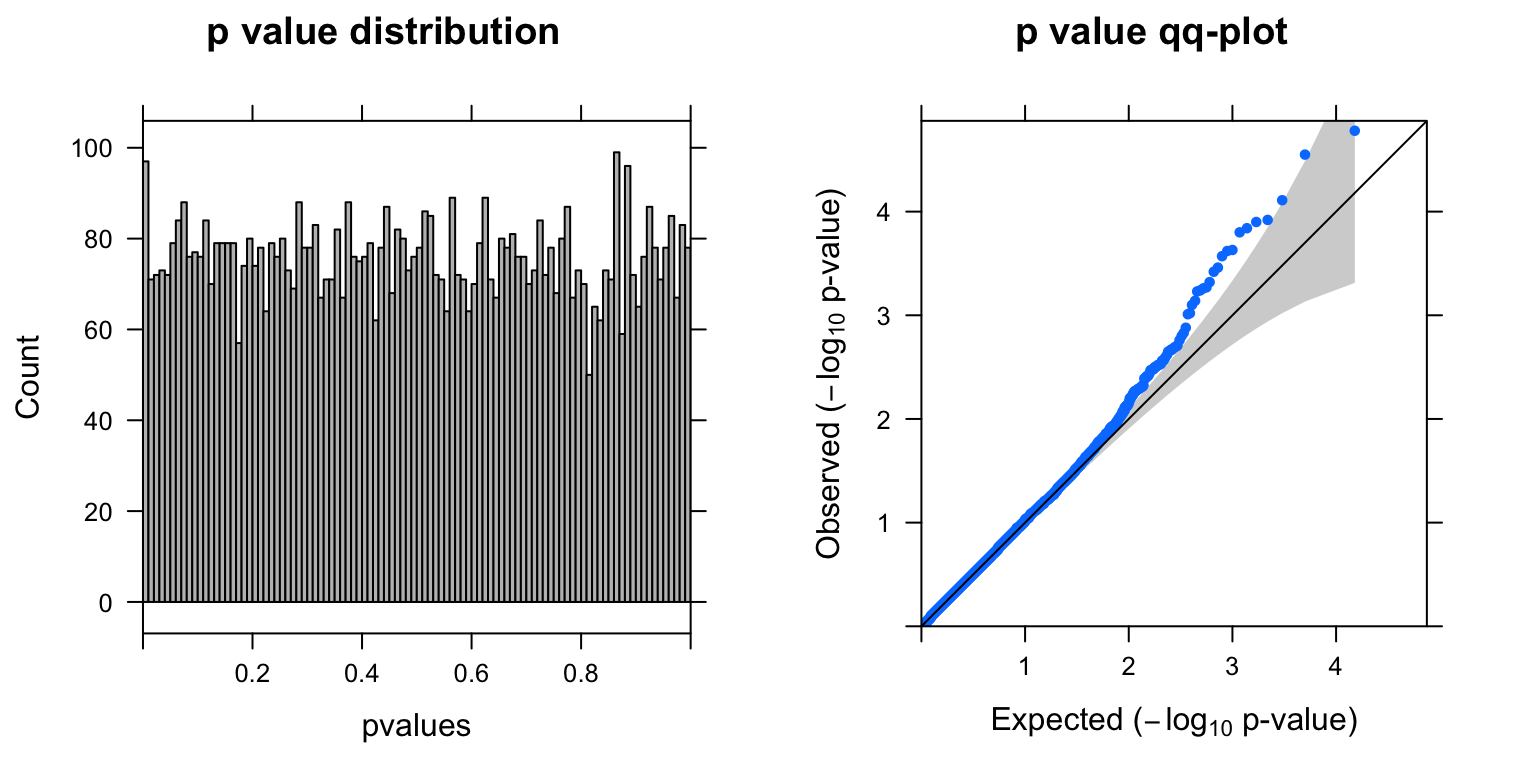 p value distribution
Count
100
80
60
40
20
0
0.2 0.4 0.6 0.8
pvalues
p value qq-plot
Observed (− log10 p-value)
4
3
2
1
1 2 3 4
Expected (− log10 p-value)